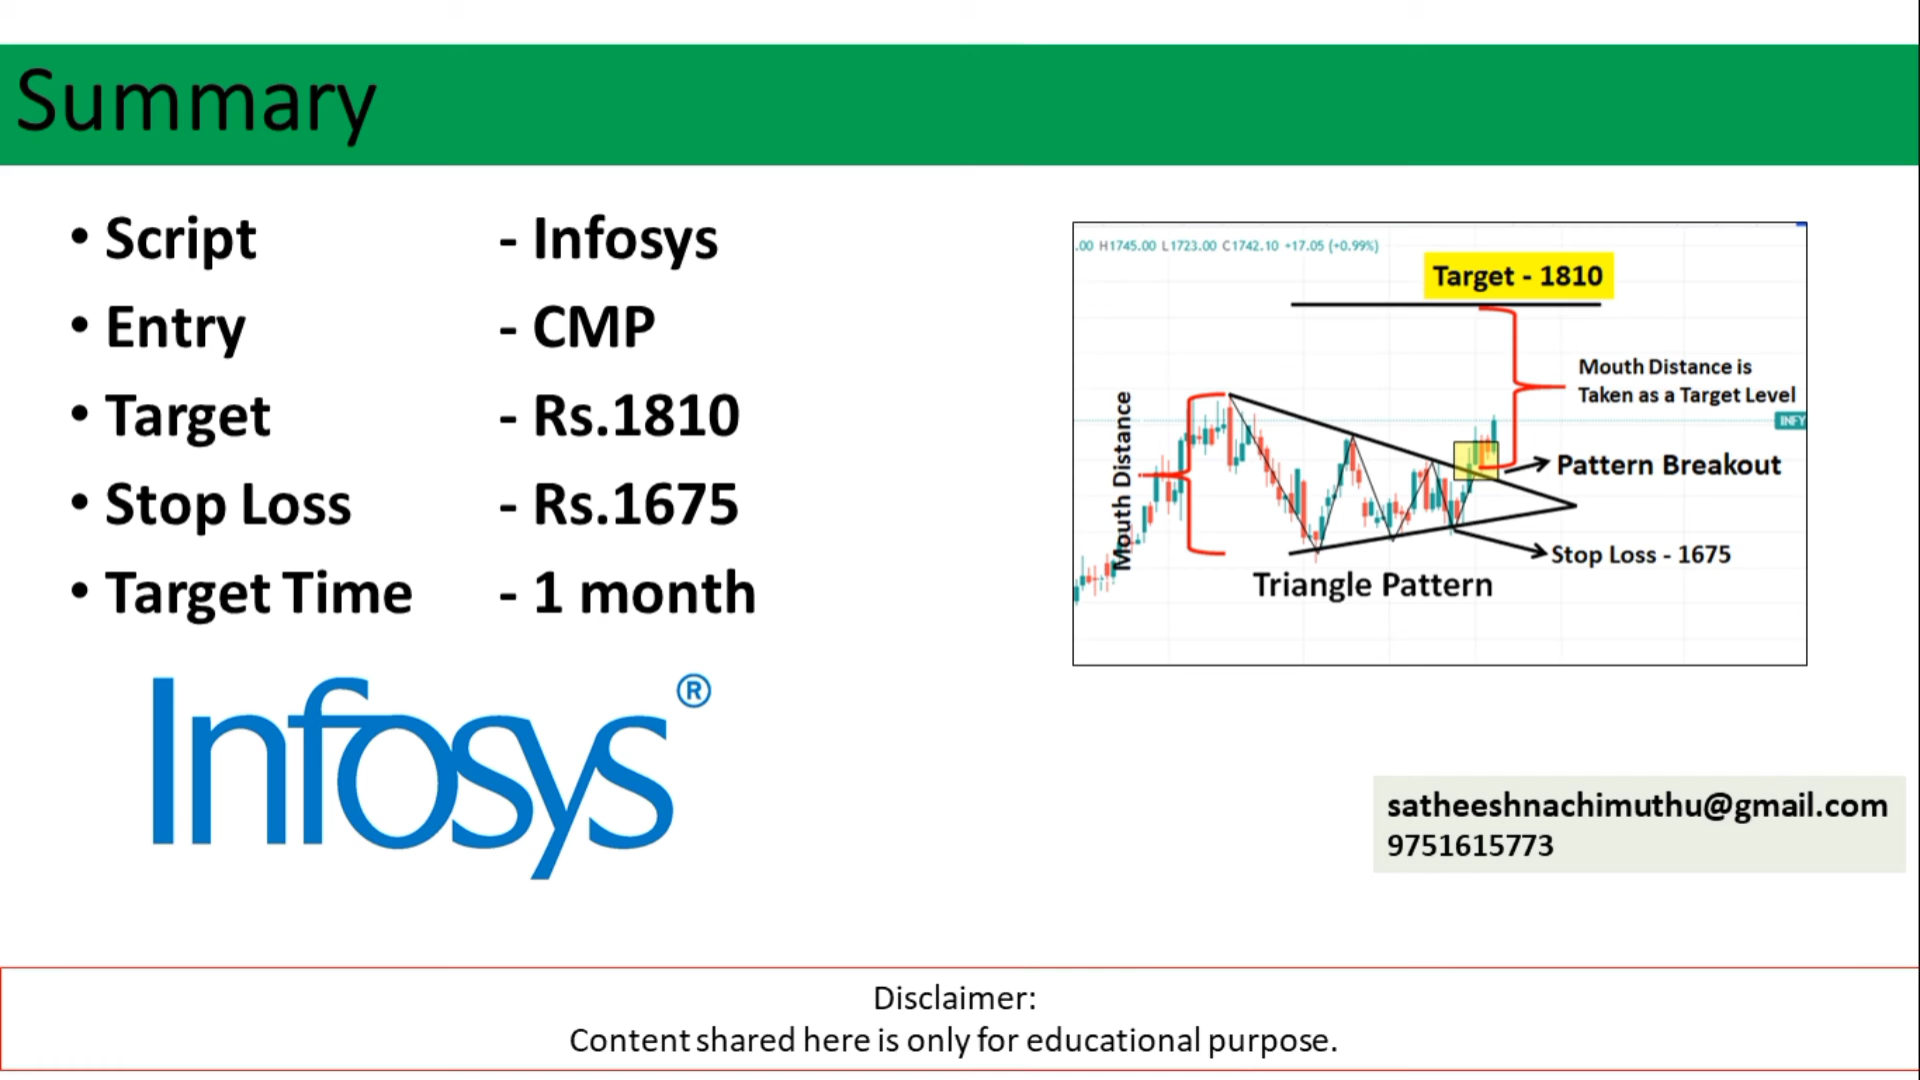 Summary
• Script - Infosys
• Entry - CMP
• Target - Rs.1810
• Stop Loss - Rs.1675
• Target Time - 1 month
Infosys®
.00 H1745.00 L1723.00 C1742.10 +17.05 (+0.99%)
Target - 1810
Mouth Distance is
Taken as a Target Level
INFY
Mouth Distance
Pattern Breakout
Stop Loss - 1675
Triangle Pattern
satheeshnachimuthu@gmail.com
9751615773
Disclaimer:
Content shared here is only for educational purpose.